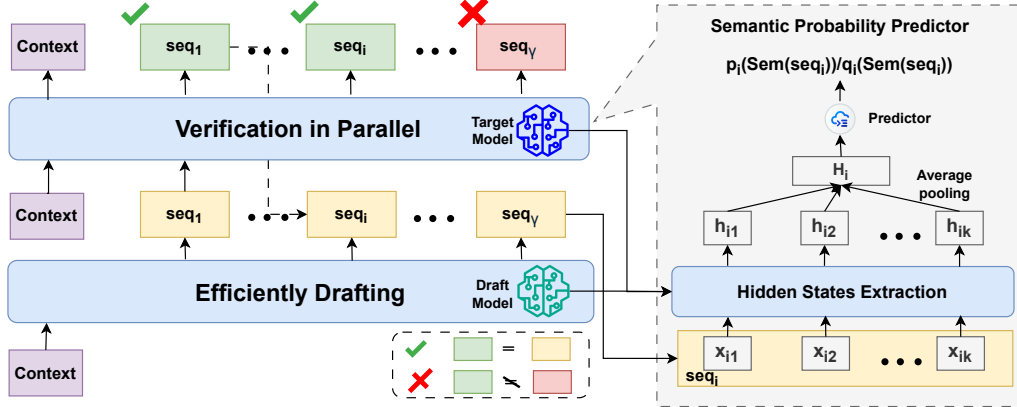 Context
seq1
seqi
seqγ
Verification in Parallel
Target
Model
Context
seq1
seqi
seqγ
Efficiently Drafting
Draft
Model
Context
=
≠
Semantic Probability Predictor
pi(Sem(seqi))/qi(Sem(seqi))
Predictor
Hi
Average
pooling
hi1
hi2
hik
Hidden States Extraction
xi1
xi2
xik
seqi